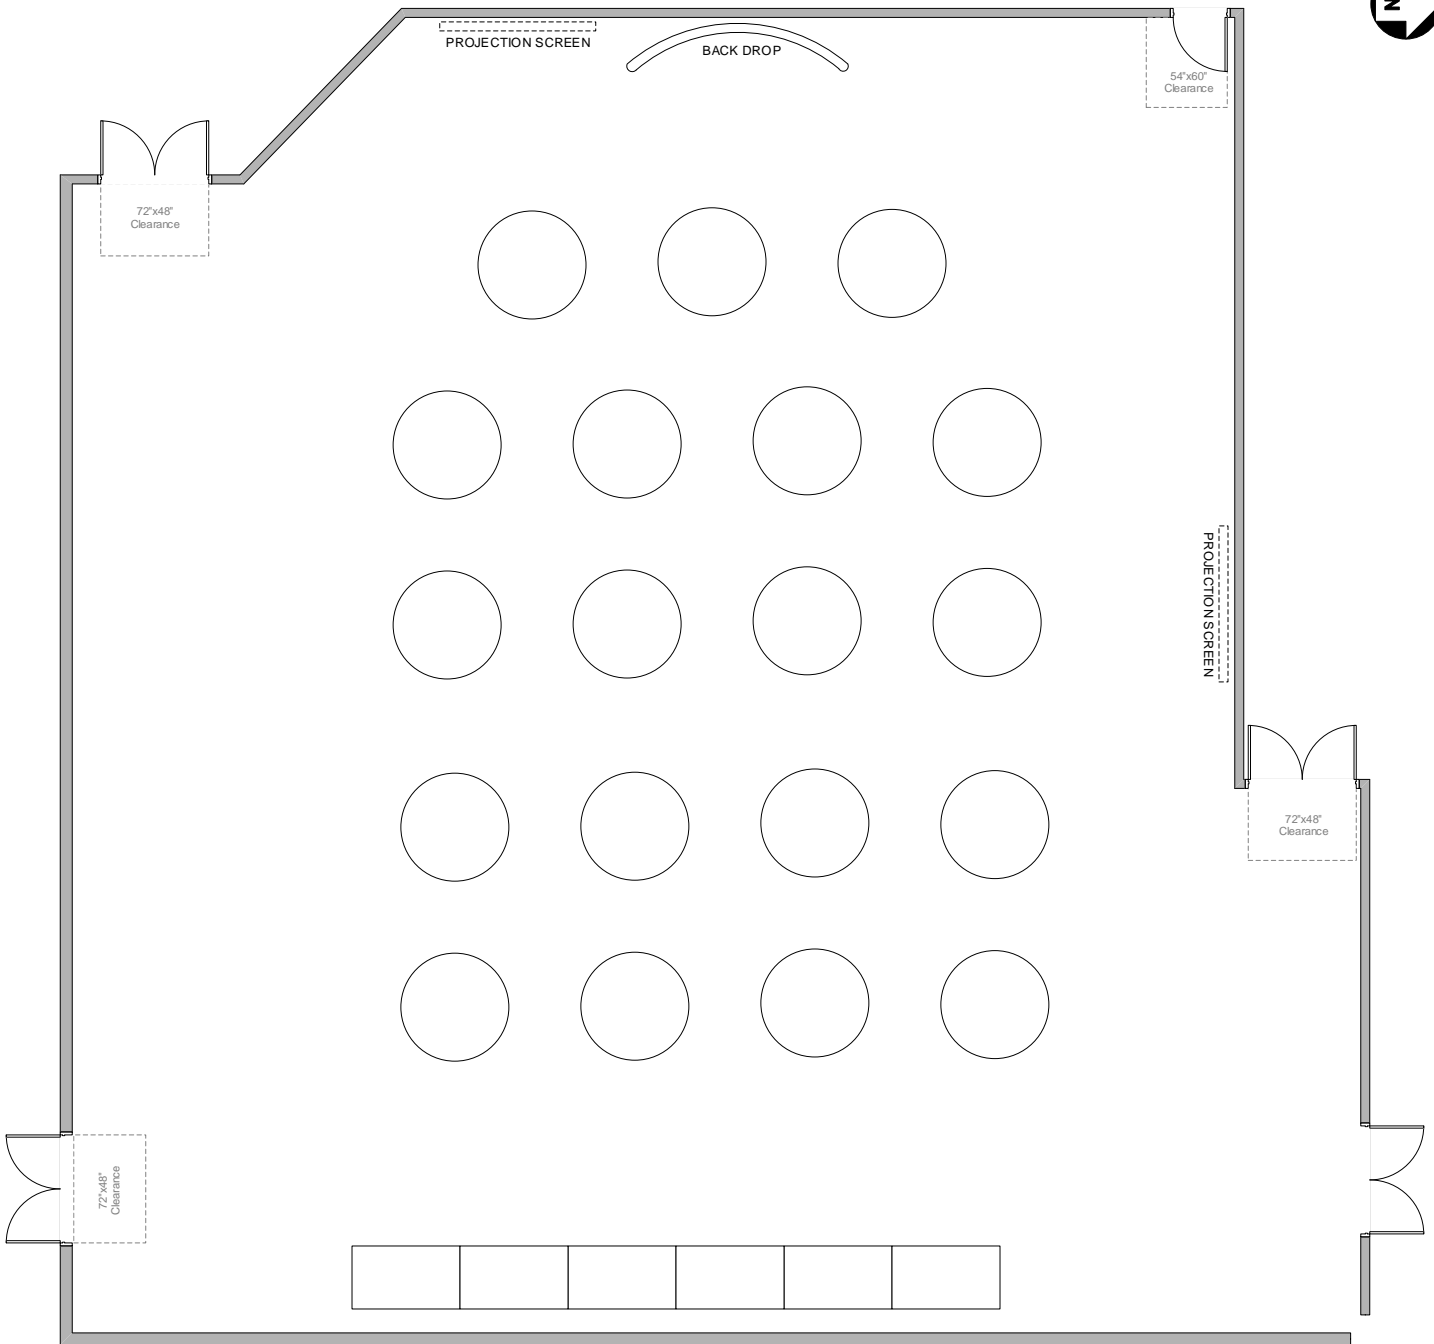 N
PROJECTION SCREEN
BACK DROP
54"x60"
Clearance
72"x48"
Clearance
PROJECTION SCREEN
72"x48"
Clearance
72"x48"
Clearance